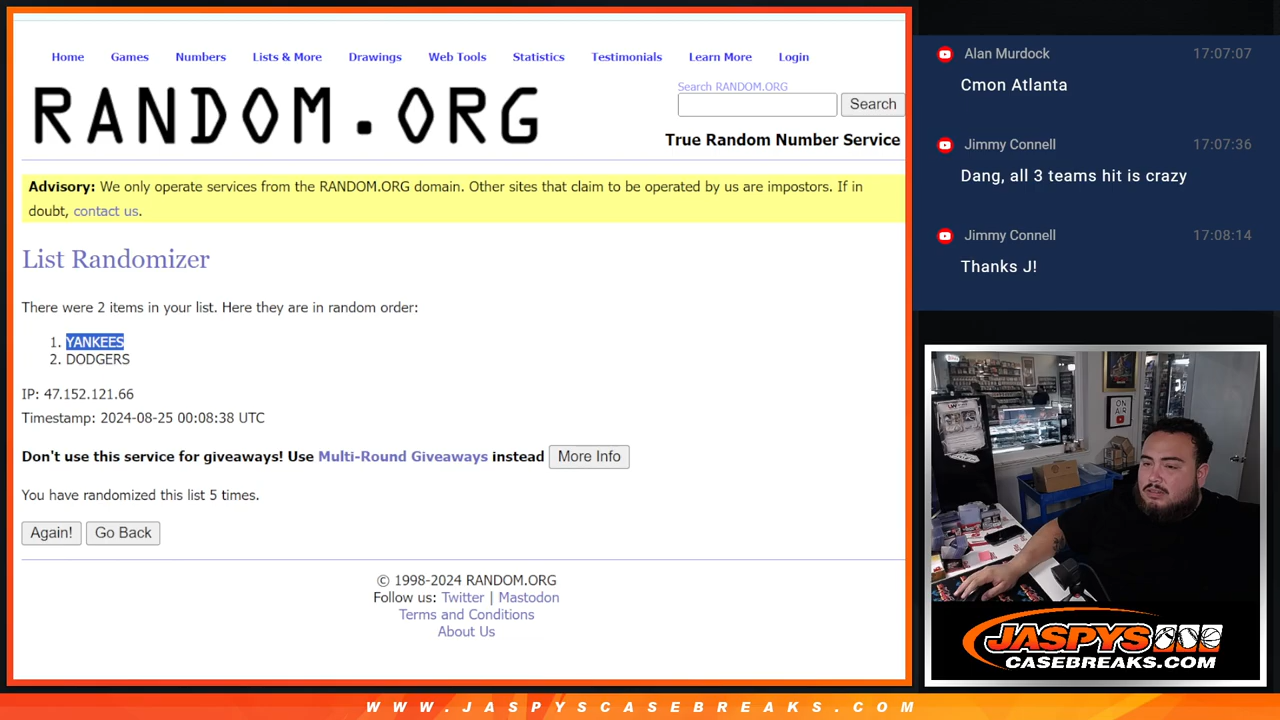 Home Games Numbers Lists & More Drawings Web Tools Statistics Testimonials Learn More Login
RANDOM.ORG
Search RANDOM.ORG
Search
True Random Number Service
Advisory: We only operate services from the RANDOM.ORG domain. Other sites that claim to be operated by us are impostors. If in
doubt, contact us.
List Randomizer
There were 2 items in your list. Here they are in random order:
1. YANKEES
2. DODGERS
IP: 47.152.121.66
Timestamp: 2024-08-25 00:08:38 UTC
Don't use this service for giveaways! Use Multi-Round Giveaways instead More Info
You have randomized this list 5 times.
Again! Go Back
© 1998-2024 RANDOM.ORG
Follow us: Twitter | Mastodon
Terms and Conditions
About Us
Alan Murdock 17:07:07
Cmon Atlanta
Jimmy Connell 17:07:36
Dang, all 3 teams hit is crazy
Jimmy Connell 17:08:14
Thanks J!
ON
AIR
JASPYS
CASEBREAKS.COM
WWW.JASPYSCASEBREAKS.COM